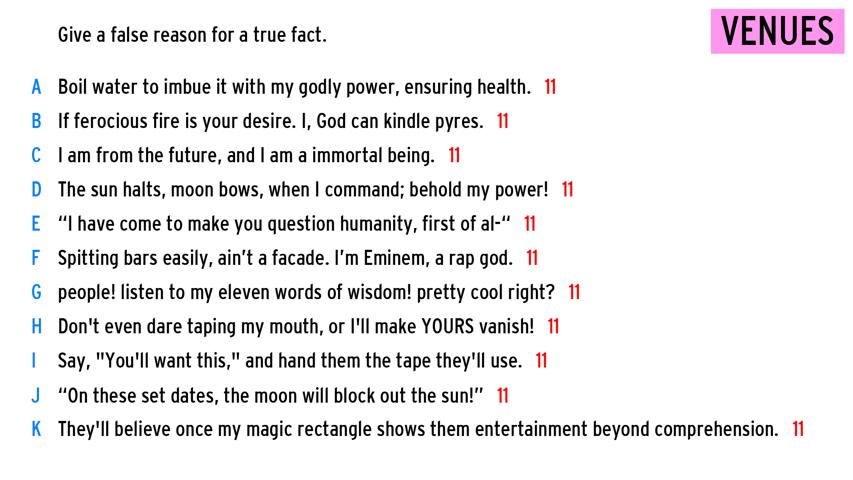 Give a false reason for a true fact.
VENUES
A Boil water to imbue it with my godly power, ensuring health. 11
B If ferocious fire is your desire. I, God can kindle pyres. 11
C I am from the future, and I am a immortal being. 11
D The sun halts, moon bows, when I command; behold my power! 11
E “I have come to make you question humanity, first of al-“ 11
F Spitting bars easily, ain’t a facade. I’m Eminem, a rap god. 11
G people! listen to my eleven words of wisdom! pretty cool right? 11
H Don't even dare taping my mouth, or I'll make YOURS vanish! 11
I Say, "You'll want this," and hand them the tape they'll use. 11
J “On these set dates, the moon will block out the sun!” 11
K They'll believe once my magic rectangle shows them entertainment beyond comprehension. 11